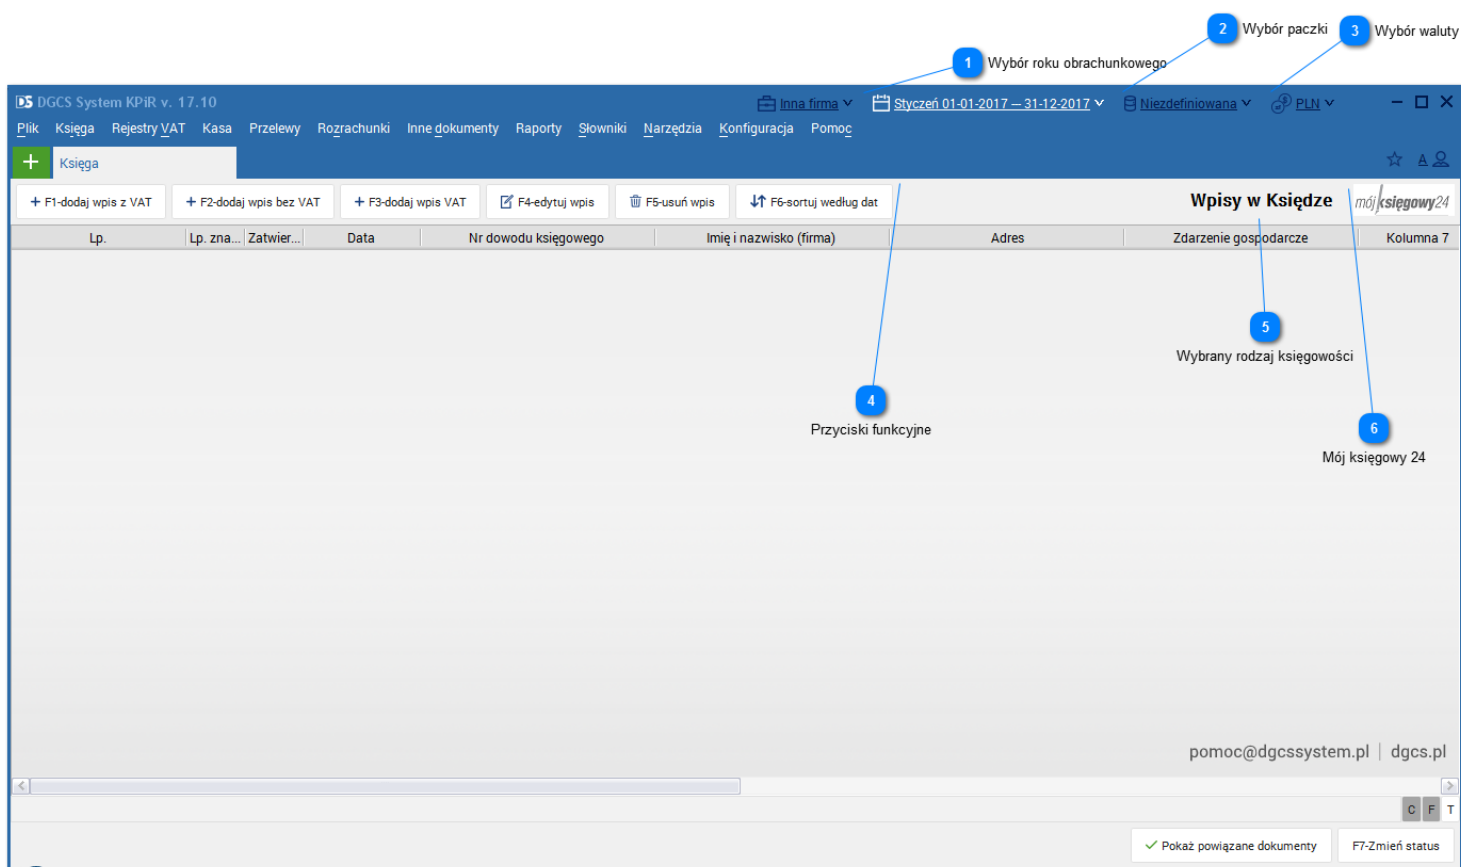 2 Wybór paczki 3 Wybór waluty
1 Wybór roku obrachunkowego
DS DGCS System KPiR v. 17.10 Inna firma Styczeń 01-01-2017 — 31-12-2017 Niezdefiniowana PLN
Plik Księga Rejestry VAT Kasa Przelewy Rozrachunki Inne dokumenty Raporty Słowniki Narzędzia Konfiguracja Pomoc
+ Księga A
+ F1-dodaj wpis z VAT + F2-dodaj wpis bez VAT + F3-dodaj wpis VAT F4-edytuj wpis F5-usuń wpis F6-sortuj według dat Wpisy w Księdze mój księgowy24
Lp. Lp. zna... Zatwier... Data Nr dowodu księgowego Imię i nazwisko (firma) Adres Zdarzenie gospodarcze Kolumna 7
5
Wybrany rodzaj księgowości
4
Przyciski funkcyjne
6
Mój księgowy 24
pomoc@dgcssystem.pl | dgcs.pl
C F T
Pokaż powiązane dokumenty F7-Zmień status